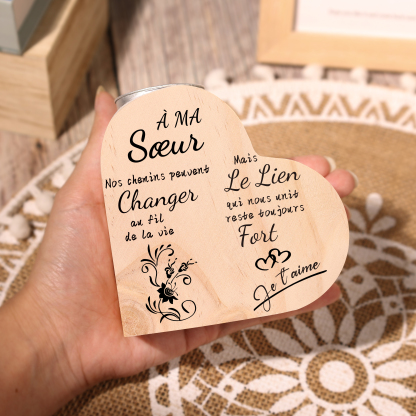 À MA
Sœur
Nos chemins peuvent
Changer
au fil
de la vie
Mais
Le Lien
qui nous unit
reste toujours
Fort
Je t'aime